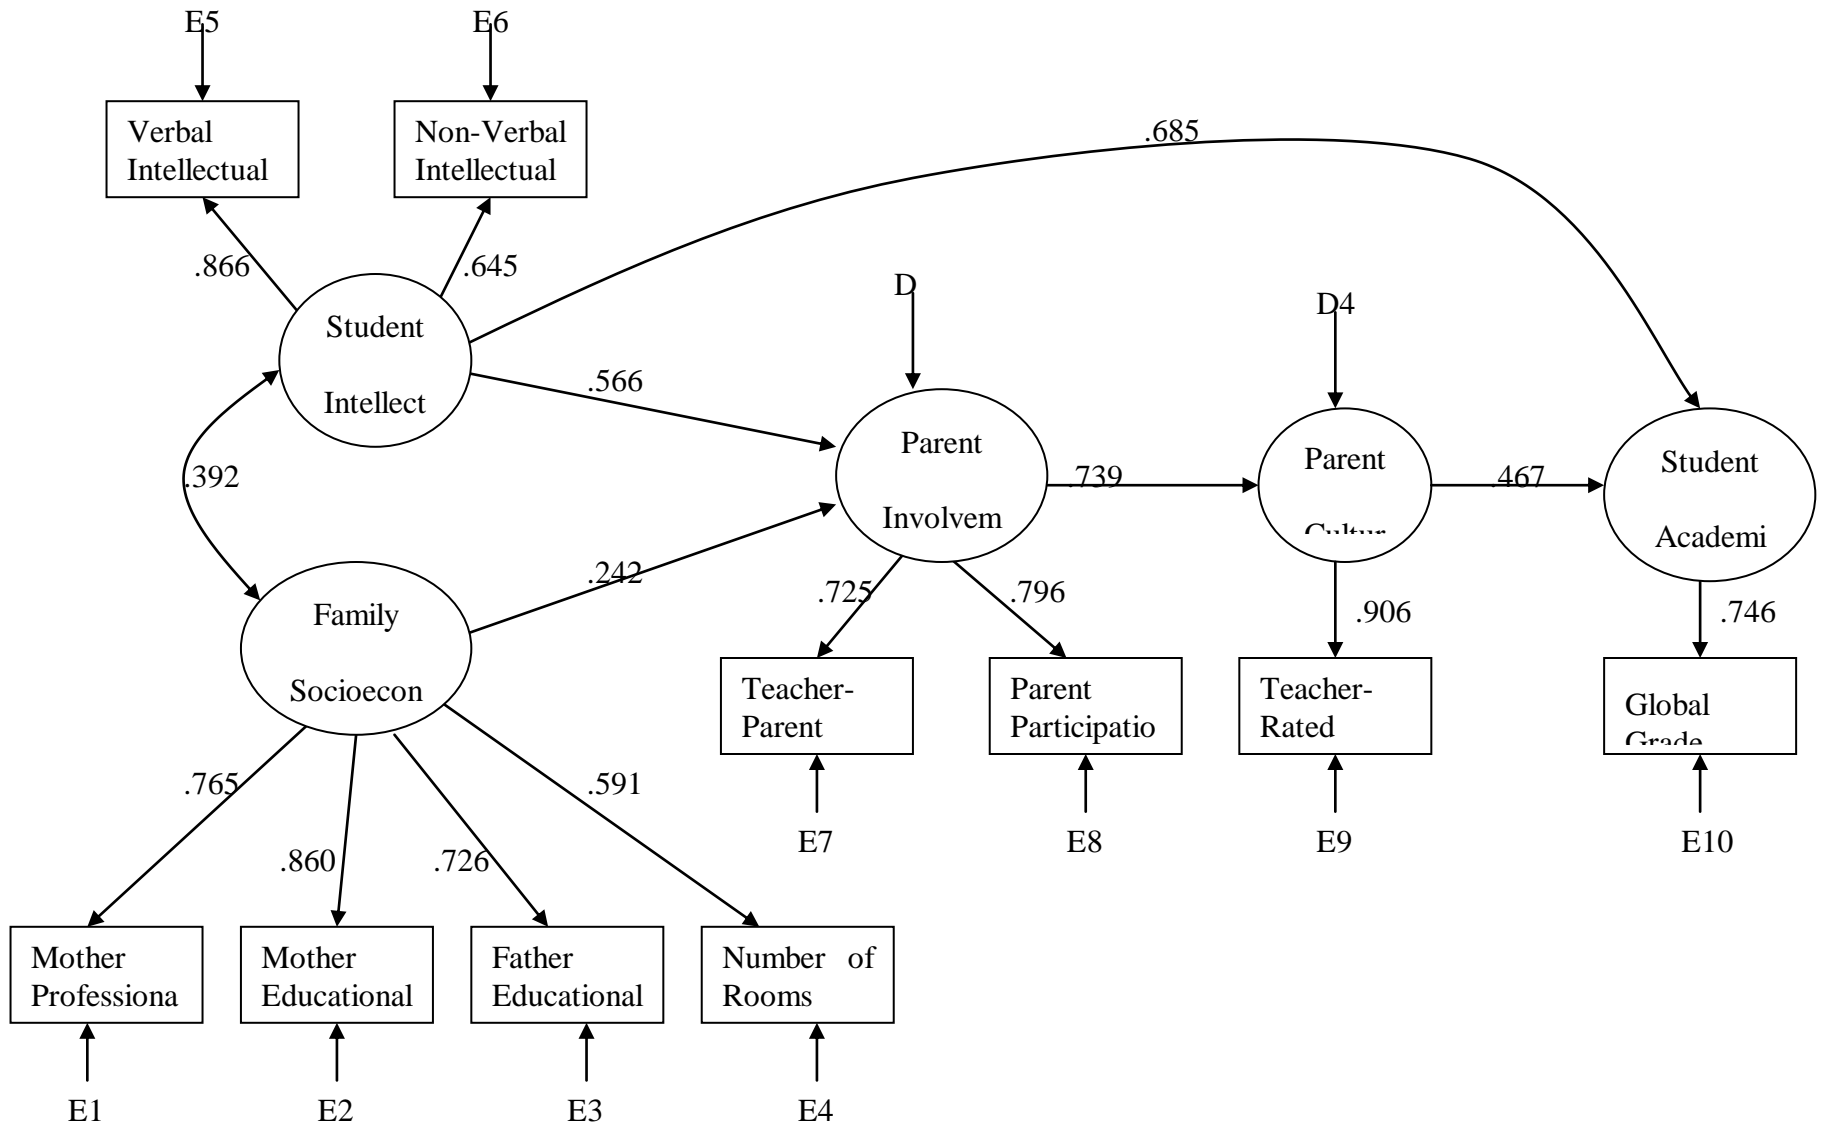 E5
E6
Verbal
Intellectual
Non-Verbal
Intellectual
.685
.866
.645
D
D4
Student
Intellect
.566
.392
Parent
Involvem
.739
Parent
Cultur
.467
Student
Academi
.242
Family
Socioecon
.725
.796
.906
.746
Teacher-
Parent
Parent
Participatio
Teacher-
Rated
Global
Grade
.765
.591
.860
.726
E7
E8
E9
E10
Mother
Professiona
Mother
Educational
Father
Educational
Number of
Rooms
E1
E2
E3
E4